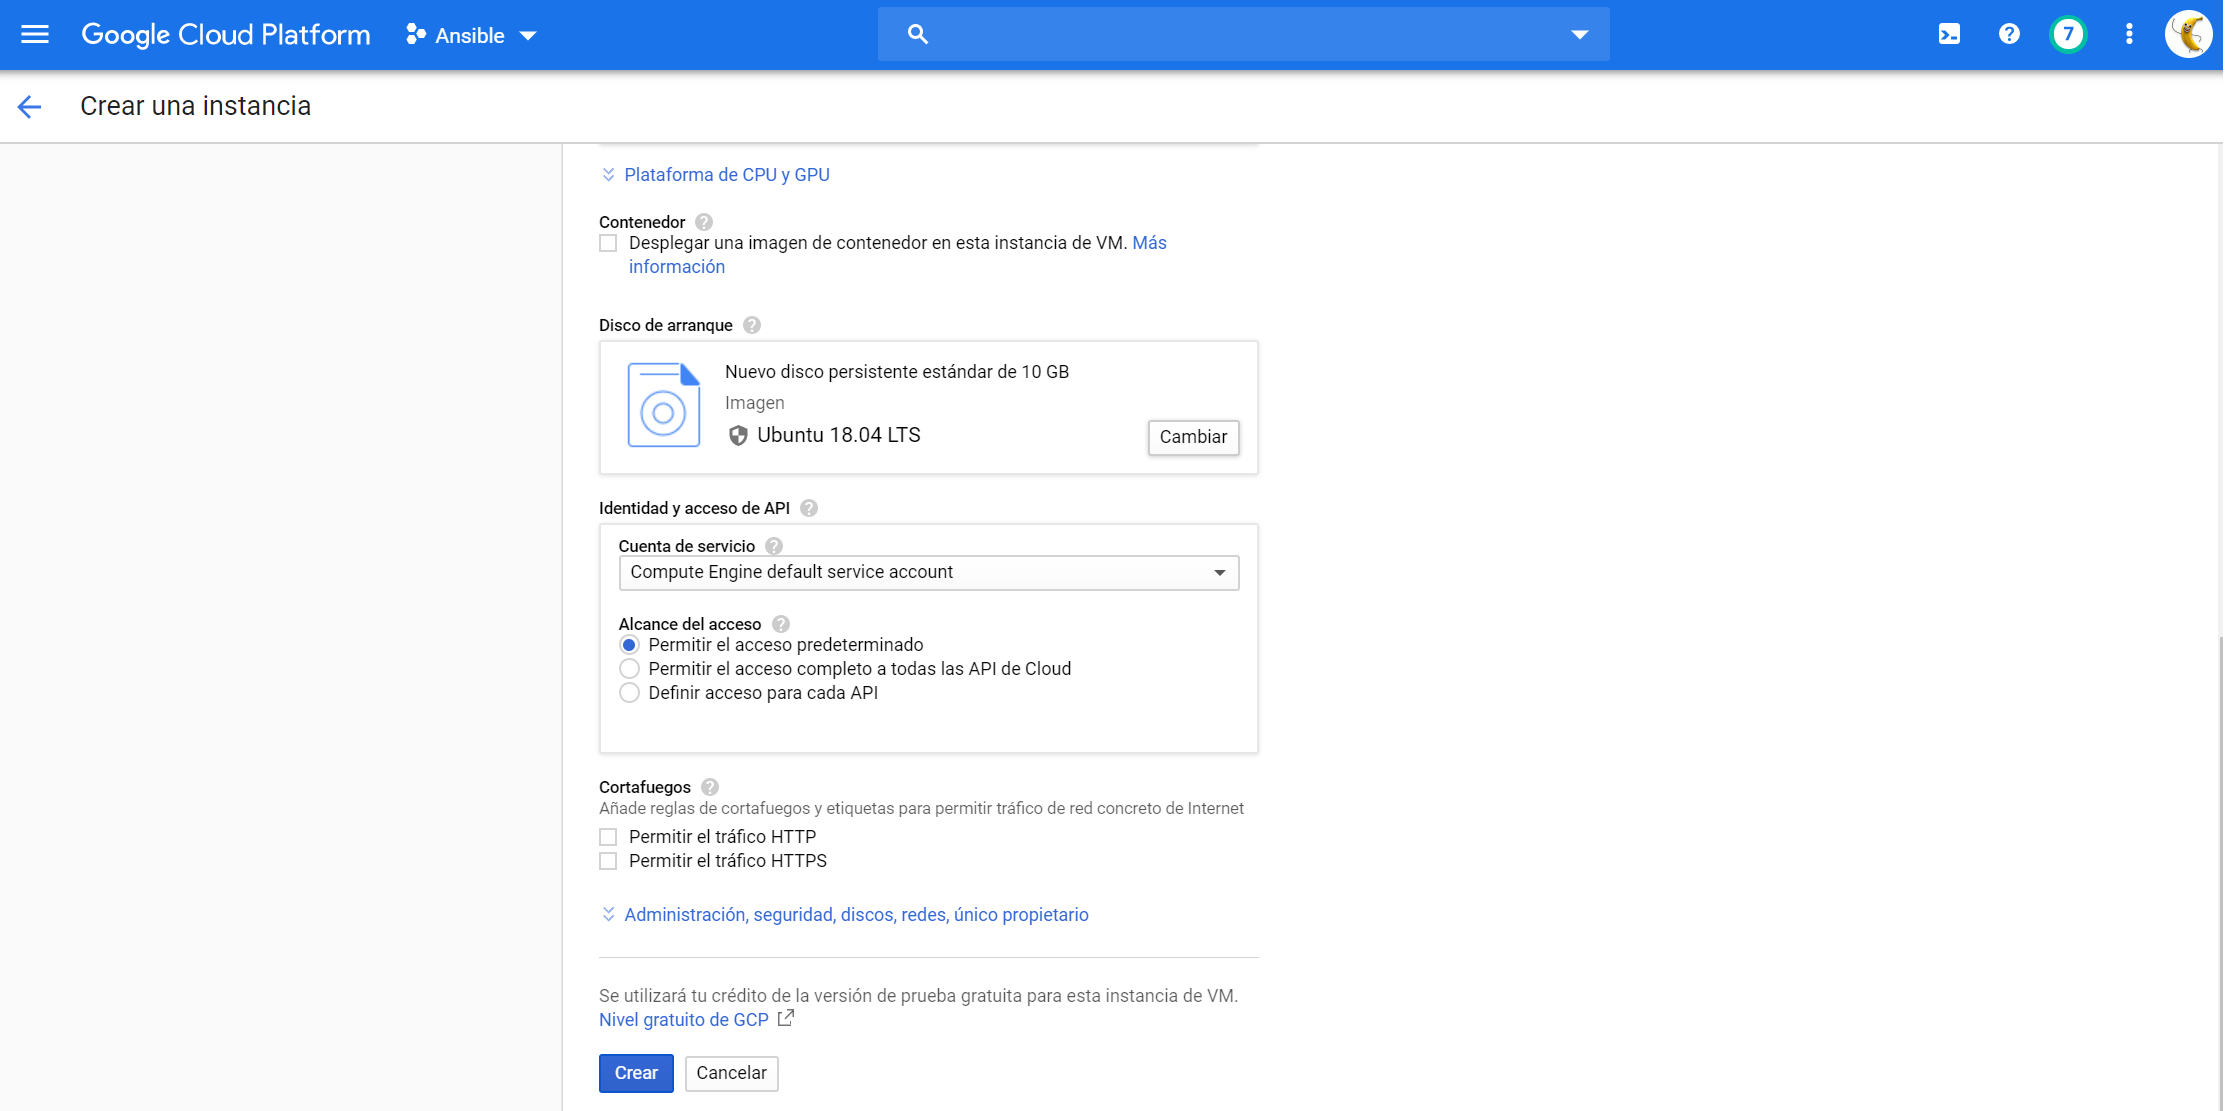 Google Cloud Platform
Ansible
7
Crear una instancia
Plataforma de CPU y GPU
Contenedor
Desplegar una imagen de contenedor en esta instancia de VM. Más
información
Disco de arranque
Nuevo disco persistente estándar de 10 GB
Imagen
Ubuntu 18.04 LTS
Cambiar
Identidad y acceso de API
Cuenta de servicio
Compute Engine default service account
Alcance del acceso
Permitir el acceso predeterminado
Permitir el acceso completo a todas las API de Cloud
Definir acceso para cada API
Cortafuegos
Añade reglas de cortafuegos y etiquetas para permitir tráfico de red concreto de Internet
Permitir el tráfico HTTP
Permitir el tráfico HTTPS
Administración, seguridad, discos, redes, único propietario
Se utilizará tu crédito de la versión de prueba gratuita para esta instancia de VM.
Nivel gratuito de GCP
Crear
Cancelar